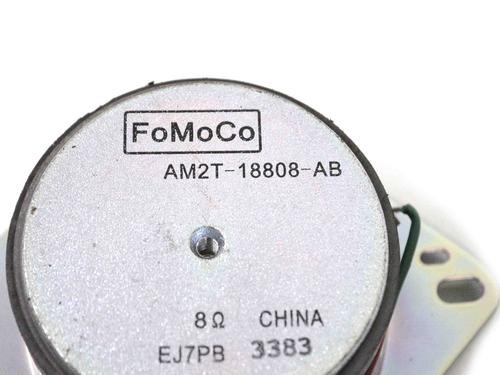 FoMoCo
AM2T-18808-AB
8Ω CHINA
EJ7PB 3383